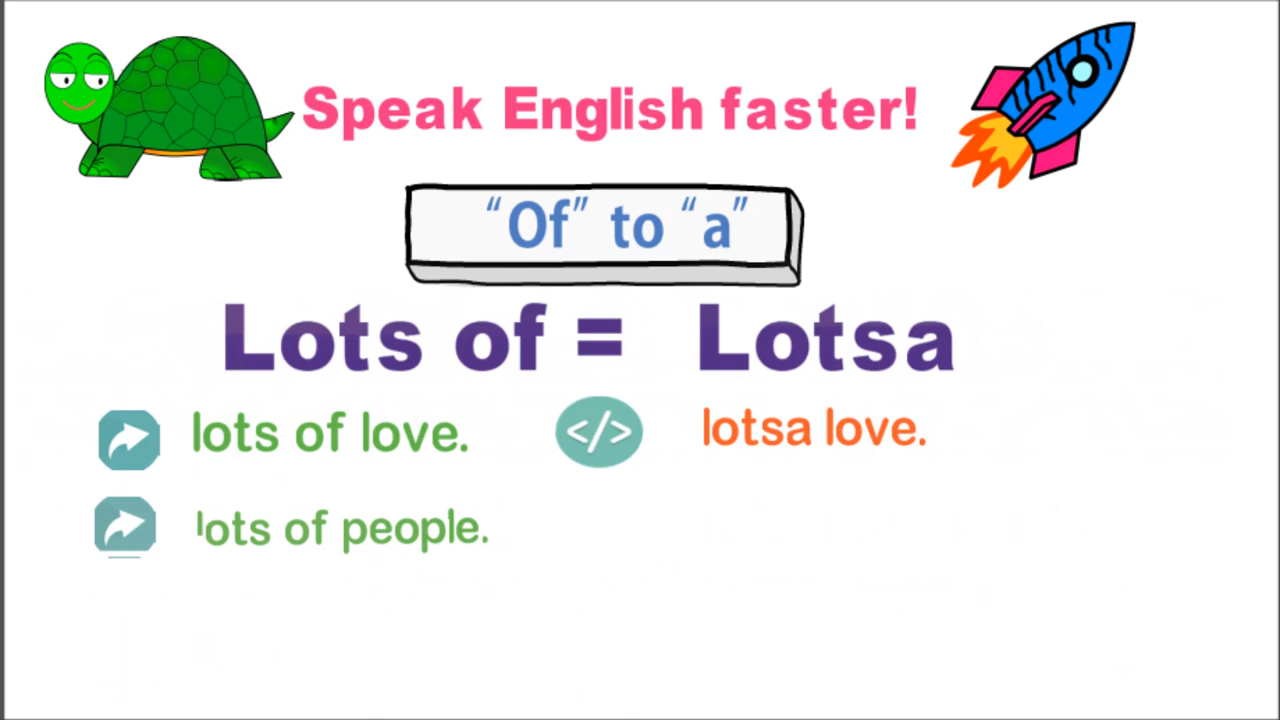 Speak English faster!
“Of” to “a”
Lots of = Lotsa
lots of love. </> lotsa love.
lots of people.